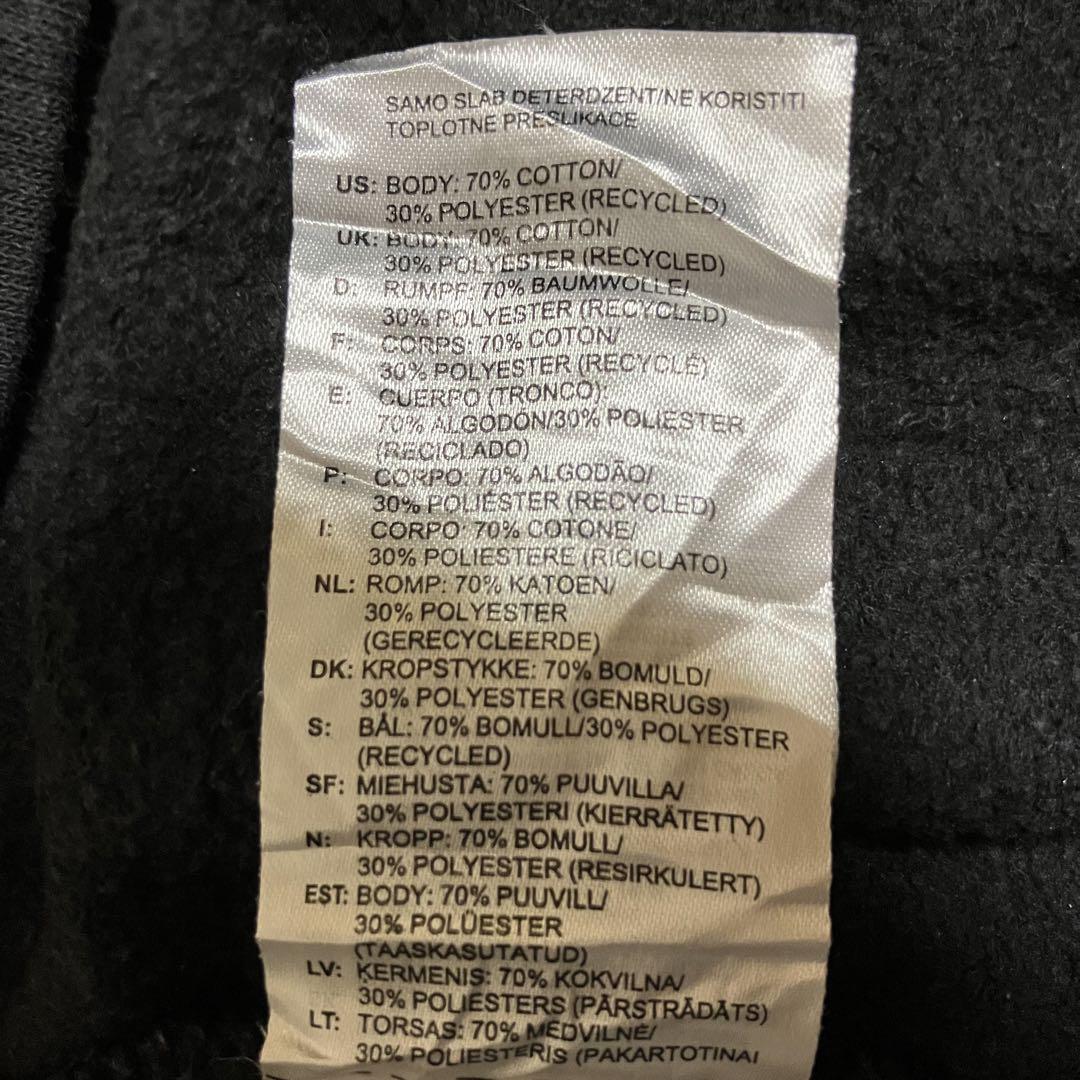 SAMO SLAB DETERDZENT/NE KORISTITI
TOPLOTNE PRESLIKACE
US: BODY: 70% COTTON/
30% POLYESTER (RECYCLED)
UK: BODY: 70% COTTON/
30% POLYESTER (RECYCLED)
D: RUMPF: 70% BAUMWOLLE/
30% POLYESTER (RECYCLED)
F: CORPS: 70% COTON/
30% POLYESTER (RECYCLÉ)
E: CUERPO (TRONCO):
70% ALGODÓN/30% POLIÉSTER
(RECICLADO)
P: CORPO: 70% ALGODÃO/
30% POLIÉSTER (RECYCLED)
I: CORPO: 70% COTONE/
30% POLIESTERE (RICICLATO)
NL: ROMP: 70% KATOEN/
30% POLYESTER
(GERECYCLEERDE)
DK: KROPSTYKKE: 70% BOMULD/
30% POLYESTER (GENBRUGS)
S: BÅL: 70% BOMULL/30% POLYESTER
(RECYCLED)
SF: MIEHUSTA: 70% PUUVILLA/
30% POLYESTERI (KIERRÄTETTY)
N: KROPP: 70% BOMULL/
30% POLYESTER (RESIRKULERT)
EST: BODY: 70% PUUVILL/
30% POLÜESTER
(TAASKASUTATUD)
LV: ĶERMENIS: 70% KOKVILNA/
30% POLIESTERS (PĀRSTRĀDĀTS)
LT: TORSAS: 70% MEDVILNĖ/
30% POLIESTERIS (PAKARTOTINAI